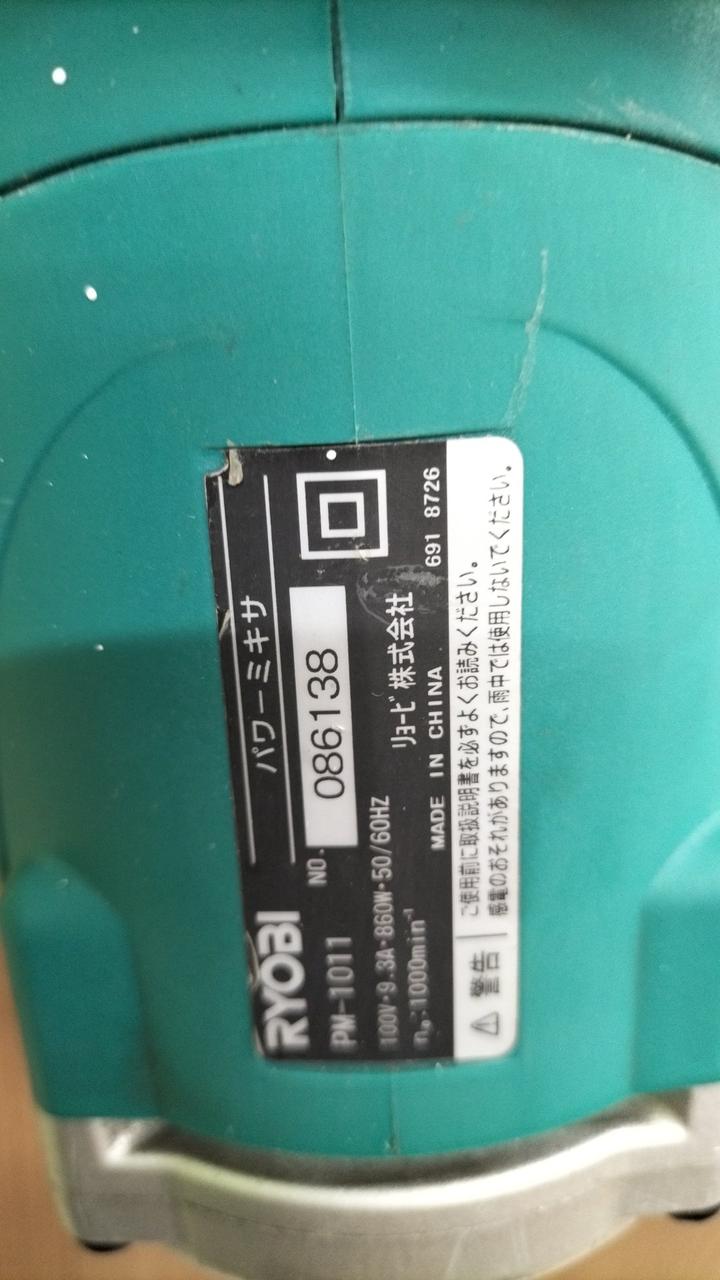 RYOBI パワーミキサ
PM-1011 NO. 086138
100V・9.3A・860W・50/60HZ
n₀:1000min⁻¹
リョービ 株式会社
MADE IN CHINA 691 8726
⚠警告
ご使用前に取扱説明書を必ずよくお読みください。
感電のおそれがありますので、雨中では使用しないでください。